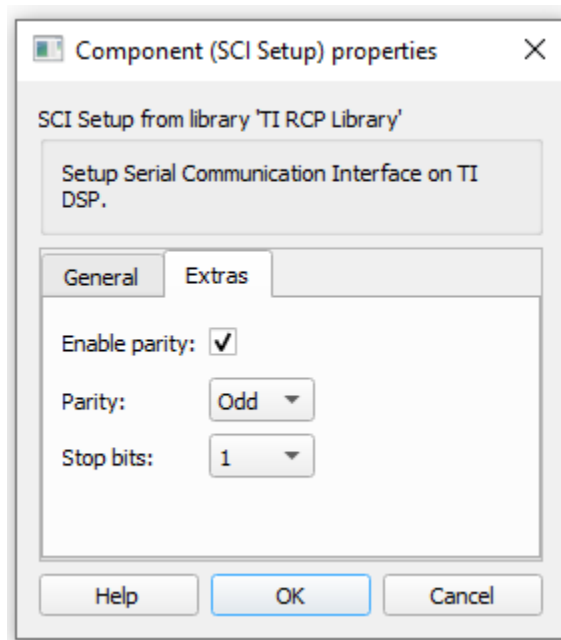 Component (SCI Setup) properties
SCI Setup from library 'TI RCP Library'
Setup Serial Communication Interface on TI
DSP.
General Extras
Enable parity:
Parity: Odd
Stop bits: 1
Help OK Cancel